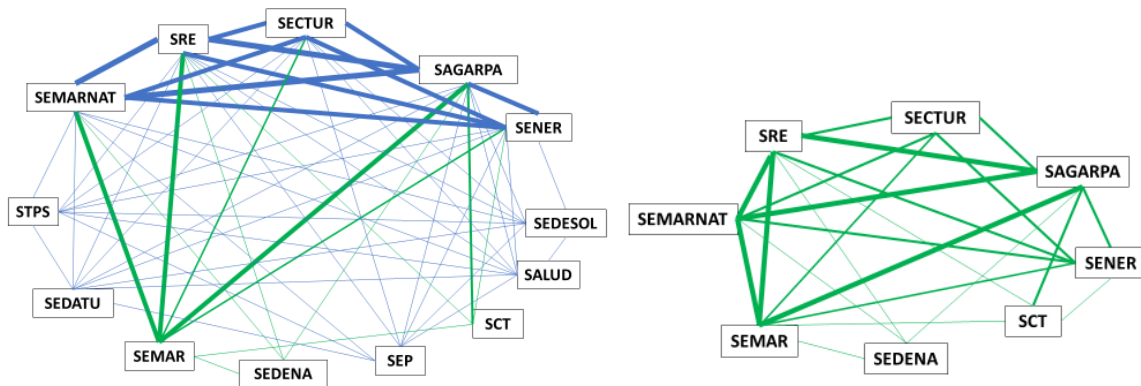 SECTUR
SRE
SAGARPA
SEMARNAT
SENER
STPS
SEDESOL
SALUD
SEDATU
SCT
SEMAR
SEP
SEDENA
SECTUR
SRE
SAGARPA
SEMARNAT
SENER
SCT
SEMAR
SEDENA